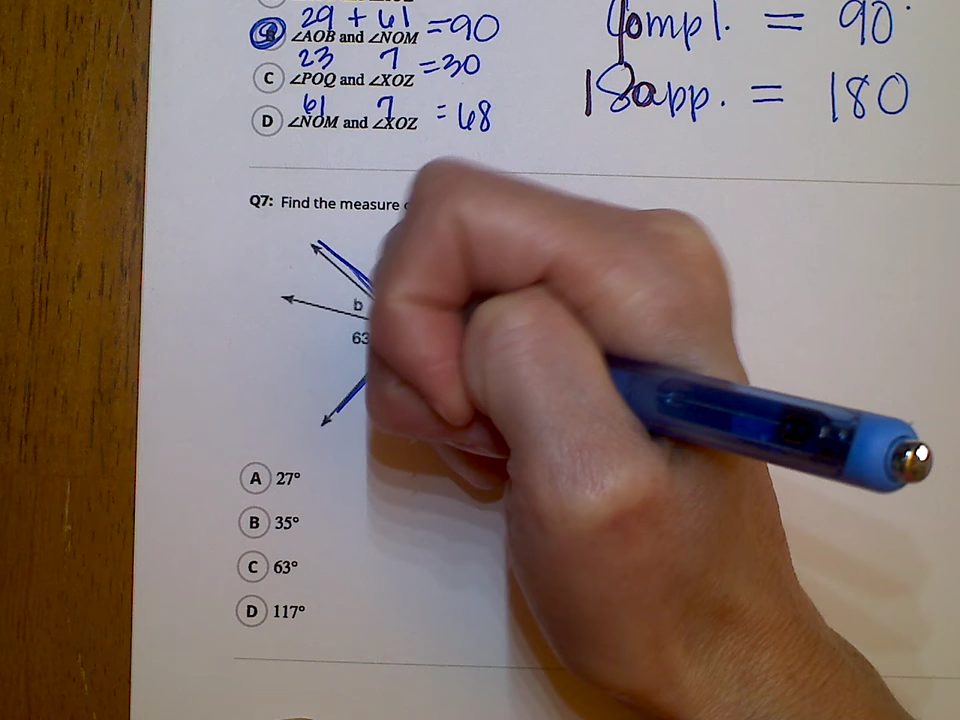 29 + 61 = 90
∠AOB and ∠NOM
compl. = 90°
23 7 = 30
C ∠POQ and ∠XOZ
180app. = 180
61 7 = 68
D ∠NOM and ∠XOZ
Q7: Find the measure
b
63
A 27°
B 35°
C 63°
D 117°